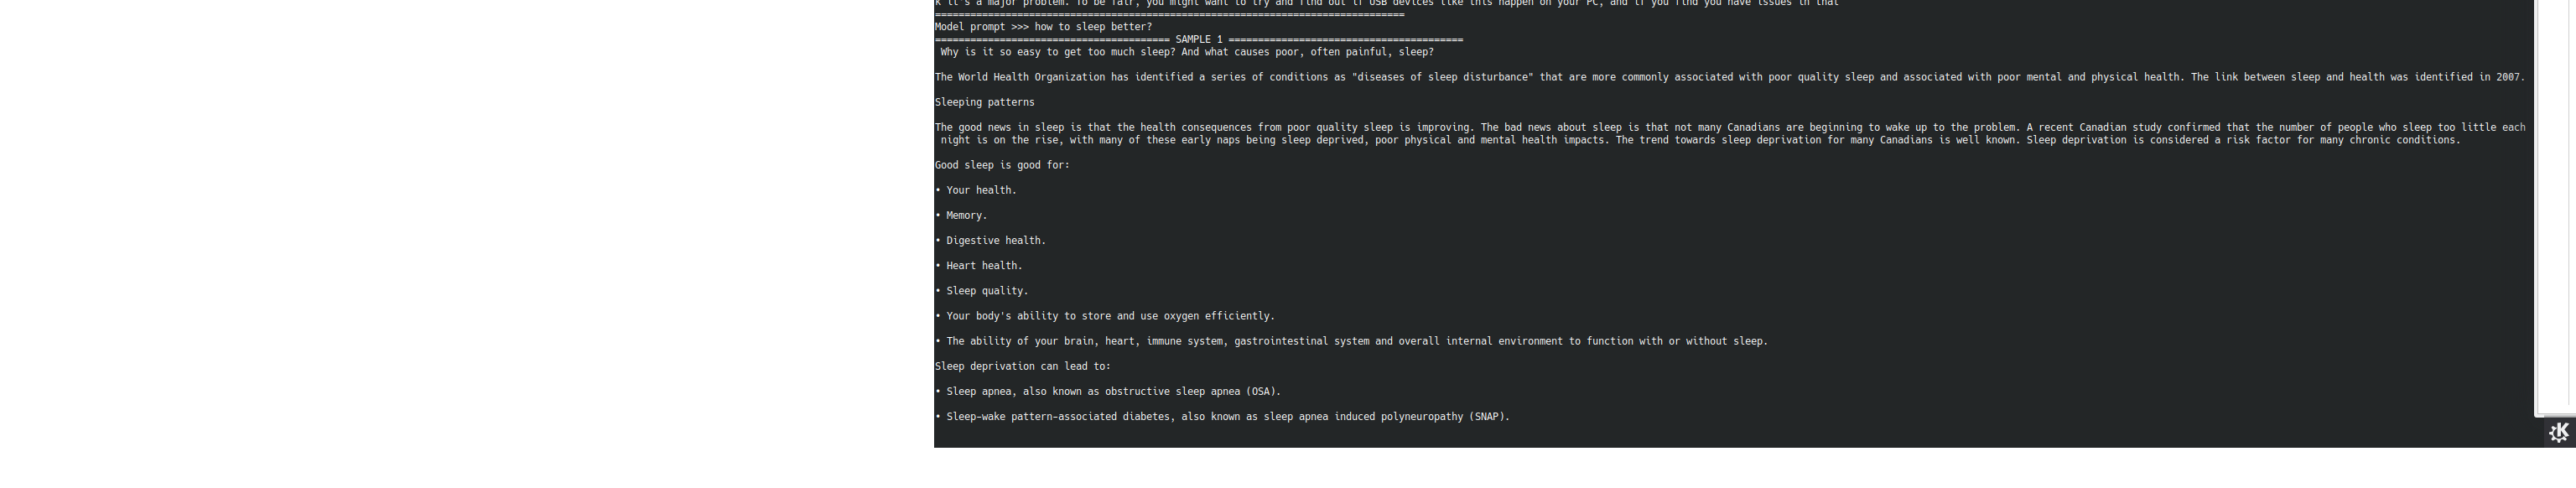 k it's a major problem. To be fair, you might want to try and find out if USB devices like this happen on your PC, and if you find you have issues in that
================================================================================
Model prompt >>> how to sleep better?
======================================== SAMPLE 1 ========================================
Why is it so easy to get too much sleep? And what causes poor, often painful, sleep?
The World Health Organization has identified a series of conditions as "diseases of sleep disturbance" that are more commonly associated with poor quality sleep and associated with poor mental and physical health. The link between sleep and health was identified in 2007.
Sleeping patterns
The good news in sleep is that the health consequences from poor quality sleep is improving. The bad news about sleep is that not many Canadians are beginning to wake up to the problem. A recent Canadian study confirmed that the number of people who sleep too little each
night is on the rise, with many of these early naps being sleep deprived, poor physical and mental health impacts. The trend towards sleep deprivation for many Canadians is well known. Sleep deprivation is considered a risk factor for many chronic conditions.
Good sleep is good for:
• Your health.
• Memory.
• Digestive health.
• Heart health.
• Sleep quality.
• Your body's ability to store and use oxygen efficiently.
• The ability of your brain, heart, immune system, gastrointestinal system and overall internal environment to function with or without sleep.
Sleep deprivation can lead to:
• Sleep apnea, also known as obstructive sleep apnea (OSA).
• Sleep-wake pattern-associated diabetes, also known as sleep apnea induced polyneuropathy (SNAP).